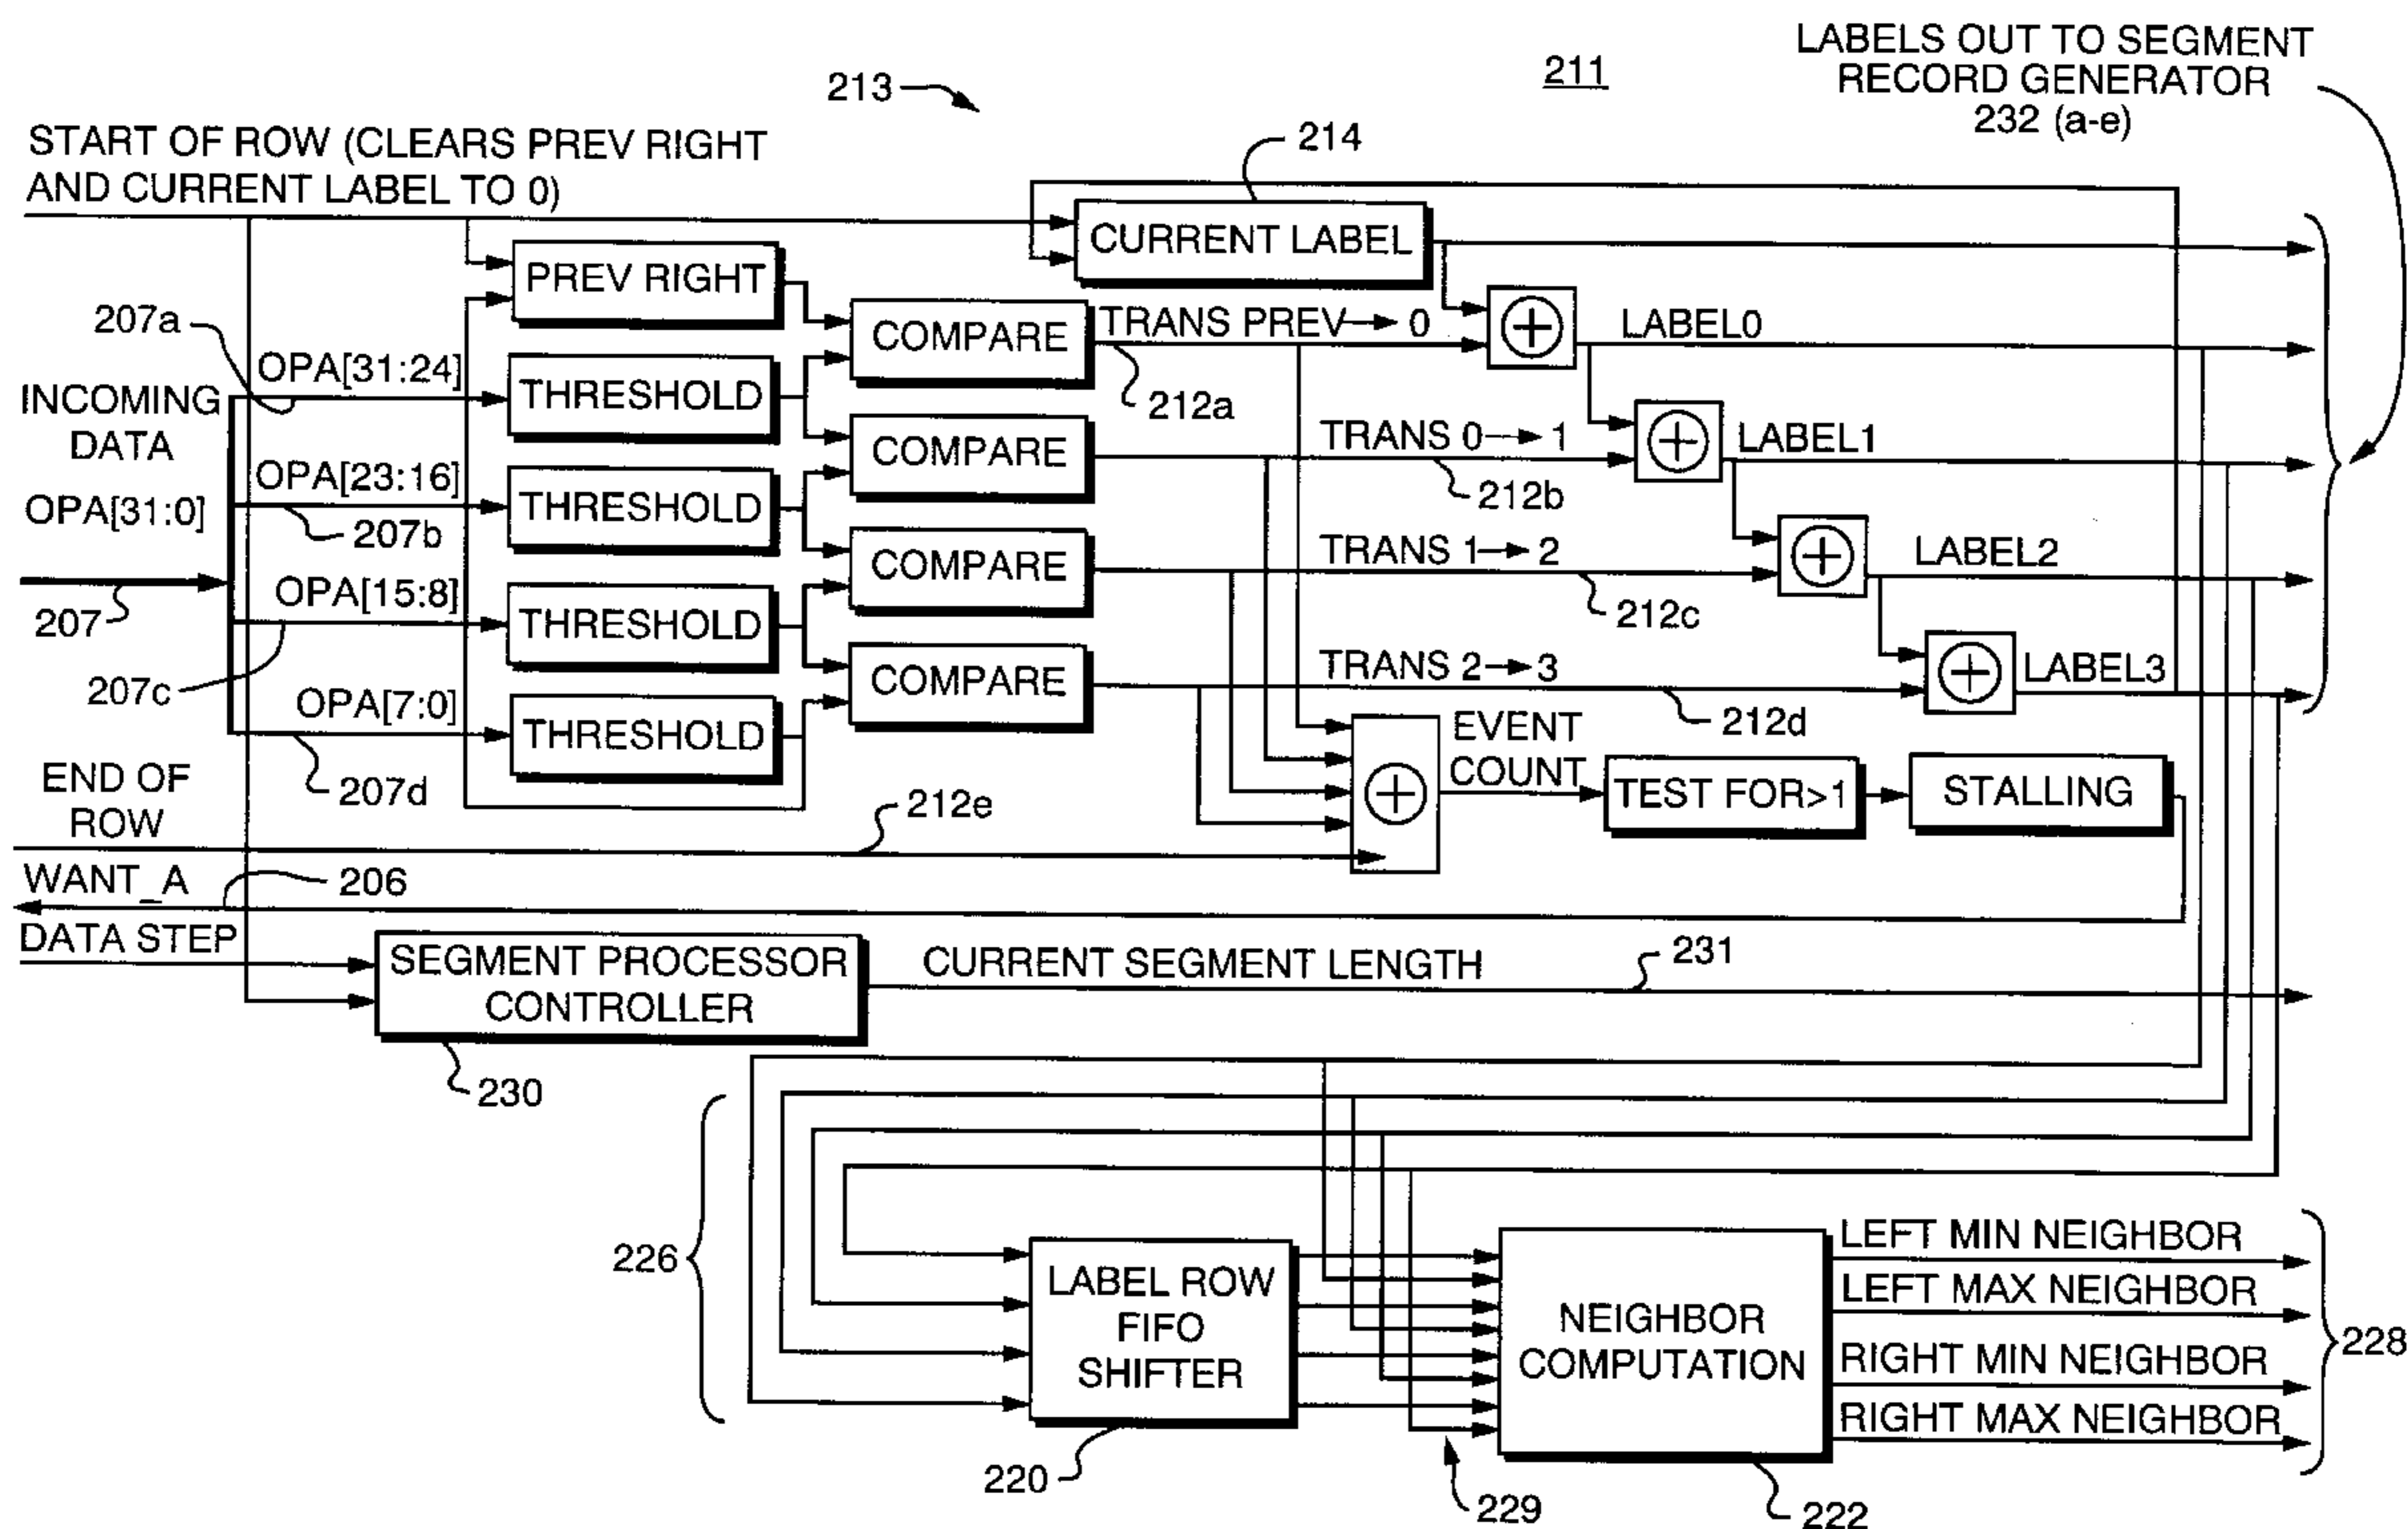 LABELS OUT TO SEGMENT
RECORD GENERATOR
232 (a-e)
211
213
214
START OF ROW (CLEARS PREV RIGHT
AND CURRENT LABEL TO 0)
CURRENT LABEL
PREV RIGHT
207a
COMPARE
TRANS PREV→ 0
LABEL0
OPA[31:24]
THRESHOLD
212a
INCOMING
DATA
COMPARE
TRANS 0→ 1
LABEL1
OPA[23:16]
THRESHOLD
212b
OPA[31:0]
207b
COMPARE
TRANS 1→ 2
LABEL2
OPA[15:8]
THRESHOLD
212c
207
207c
COMPARE
TRANS 2→ 3
LABEL3
OPA[7:0]
THRESHOLD
212d
207d
EVENT
COUNT
TEST FOR>1
STALLING
END OF
ROW
212e
WANT_A
206
DATA STEP
SEGMENT PROCESSOR
CONTROLLER
CURRENT SEGMENT LENGTH
231
230
226
LABEL ROW
FIFO
SHIFTER
220
229
NEIGHBOR
COMPUTATION
222
LEFT MIN NEIGHBOR
LEFT MAX NEIGHBOR
RIGHT MIN NEIGHBOR
RIGHT MAX NEIGHBOR
228